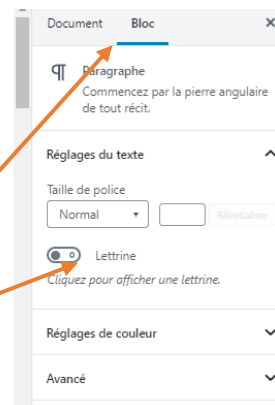 Document Bloc ×
¶ Paragraphe
Commencez par la pierre angulaire
de tout récit.
Réglages du texte
Taille de police
Normal Réinitialiser
Lettrine
Cliquez pour afficher une lettrine.
Réglages de couleur
Avancé